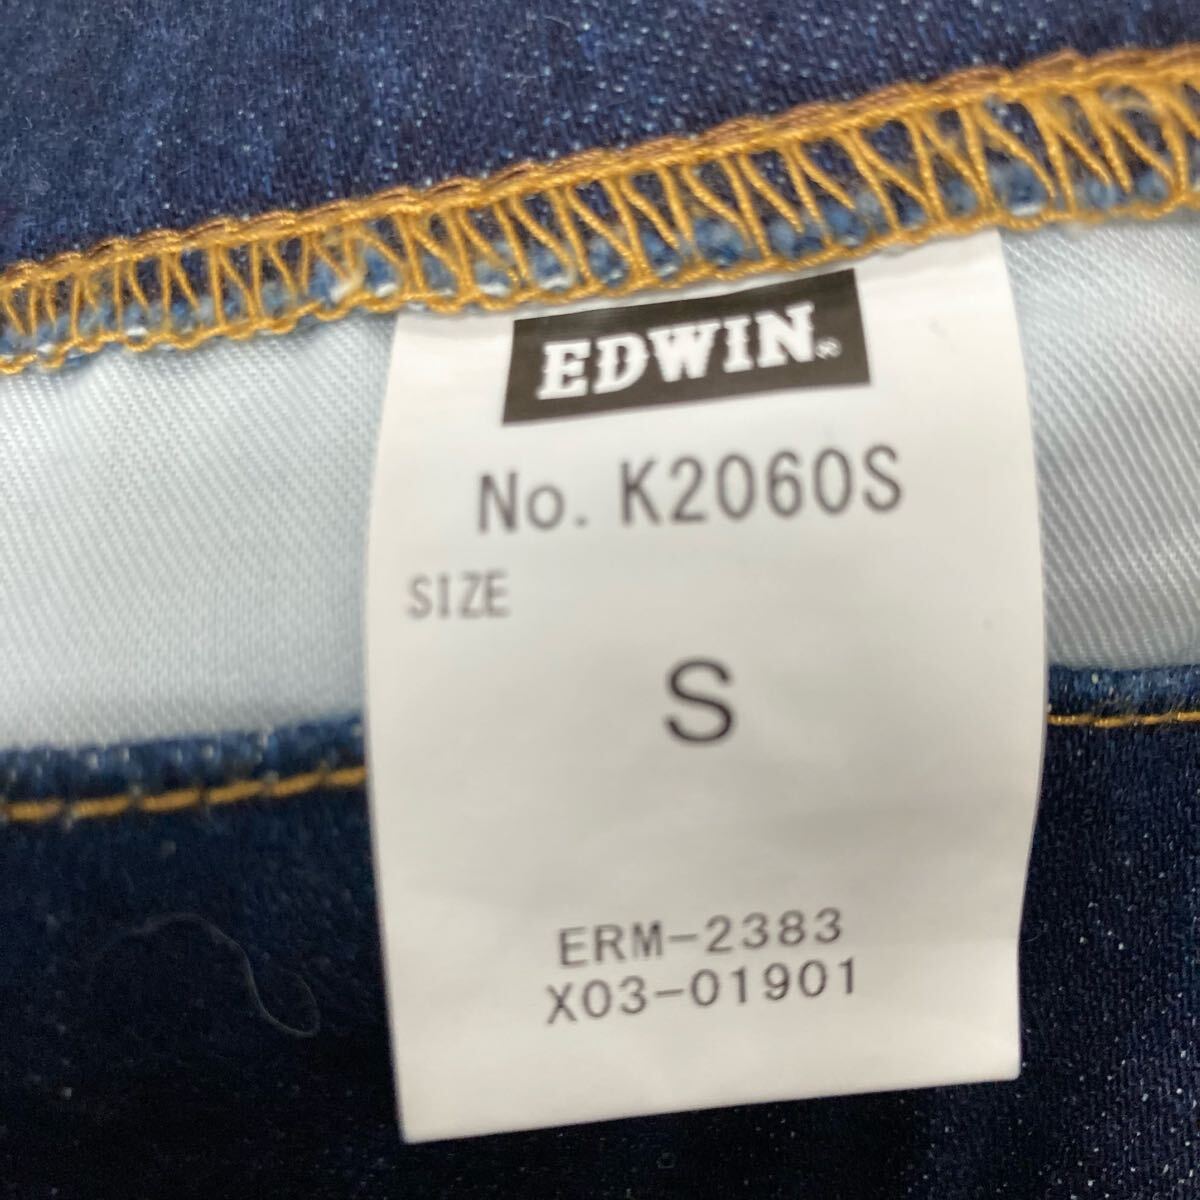 EDWIN®
No. K2060S
SIZE
S
ERM-2383
X03-01901